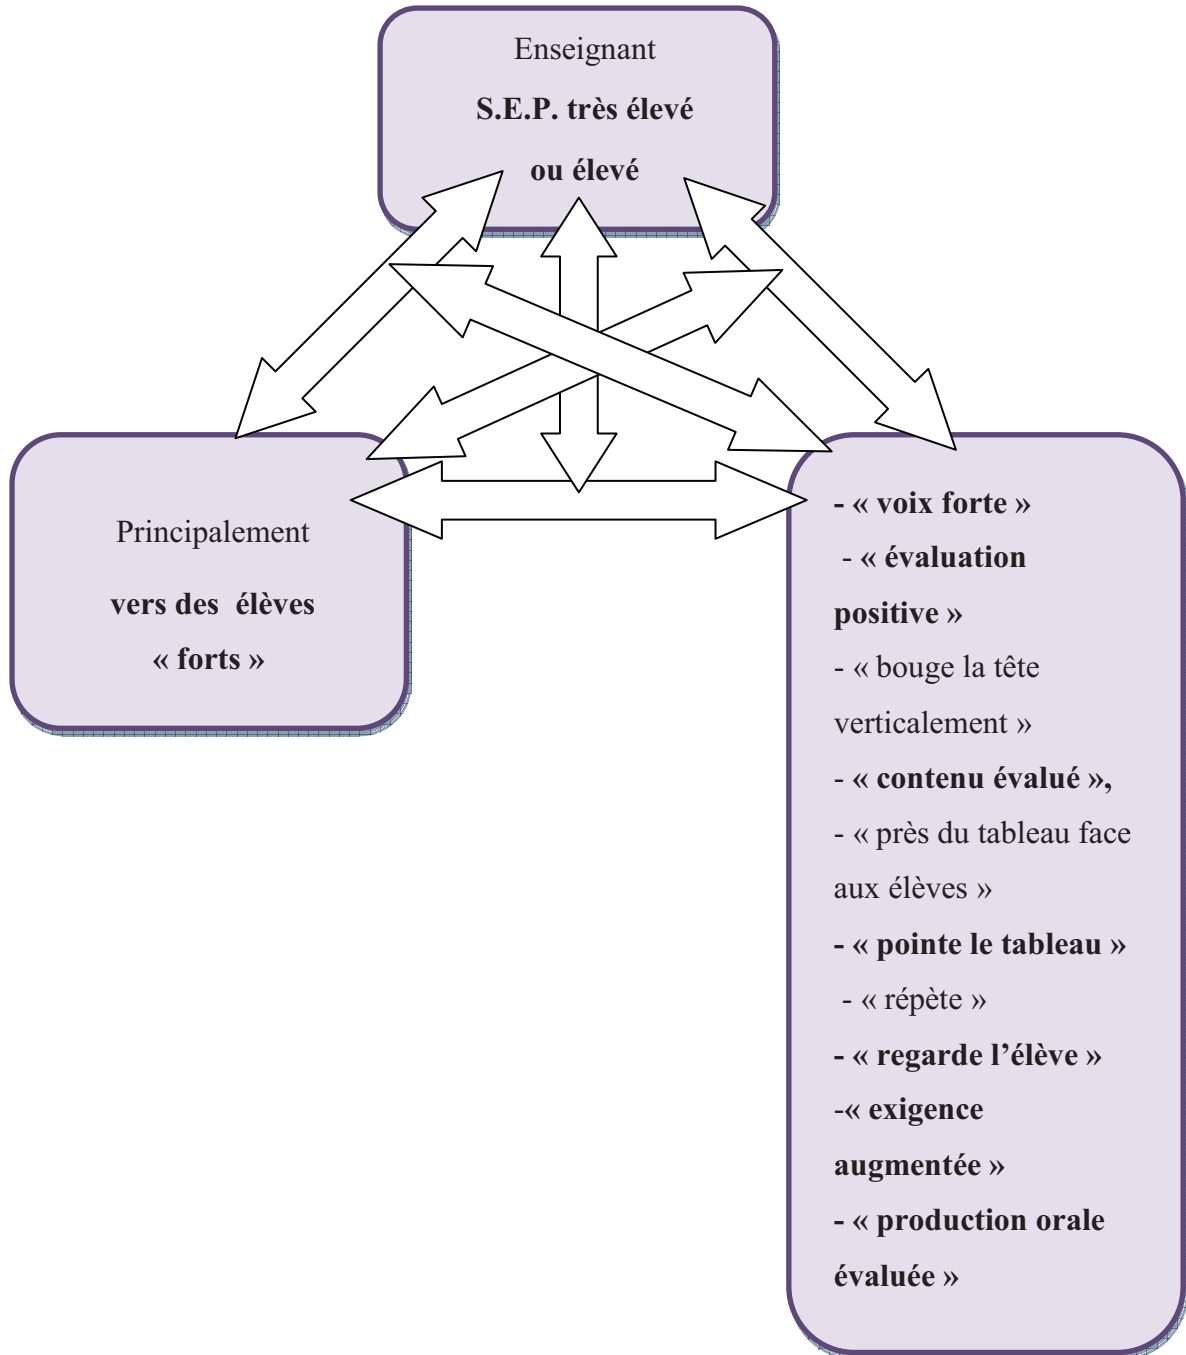 Enseignant
S.E.P. très élevé
ou élevé
Principalement
vers des élèves
« forts »
- « voix forte »
- « évaluation
positive »
- « bouge la tête
verticalement »
- « contenu évalué »,
- « près du tableau face
aux élèves »
- « pointe le tableau »
- « répète »
- « regarde l’élève »
-« exigence
augmentée »
- « production orale
évaluée »